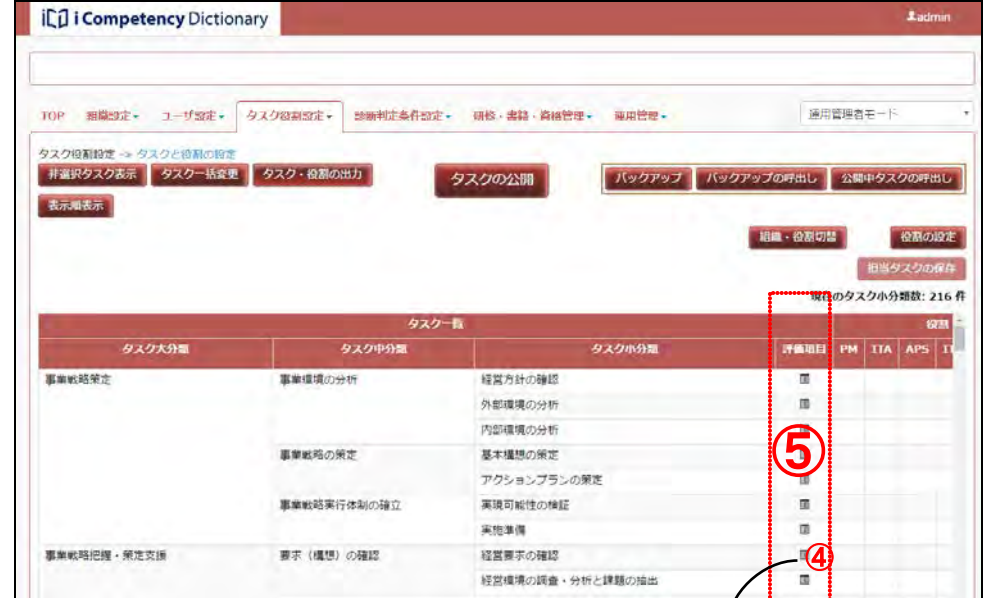 i Competency Dictionary
admin
TOP 組織設定 ユーザ設定 タスク役割設定 診断判定条件設定 研修・書籍・資格管理 運用管理 運用管理者モード
タスク役割設定 -> タスクと役割の設定
非選択タスク表示 タスク一括変更 タスク・役割の出力 タスクの公開 バックアップ バックアップの呼出し 公開中タスクの呼出し
表示順表示
組織・役割切替 役割の設定
担当タスクの保存
現在のタスク小分類数: 216 件
タスク一覧 役割
タスク大分類 タスク中分類 タスク小分類 評価項目 PM ITA APS
事業戦略策定 事業環境の分析 経営方針の確認
外部環境の分析
内部環境の分析
事業戦略の策定 基本構想の策定
⑤
アクションプランの策定
事業戦略実行体制の確立 実現可能性の検証
実施準備
事業戦略把握・策定支援 要求（構想）の確認 経営要求の確認 ④
経営環境の調査・分析と課題の抽出